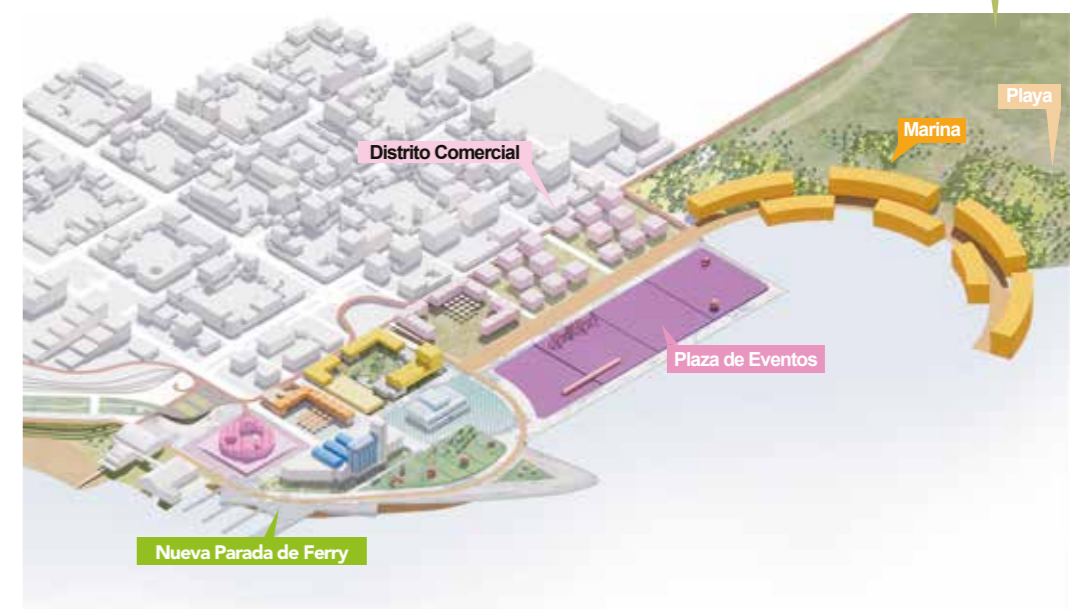 Playa
Marina
Distrito Comercial
Plaza de Eventos
Nueva Parada de Ferry